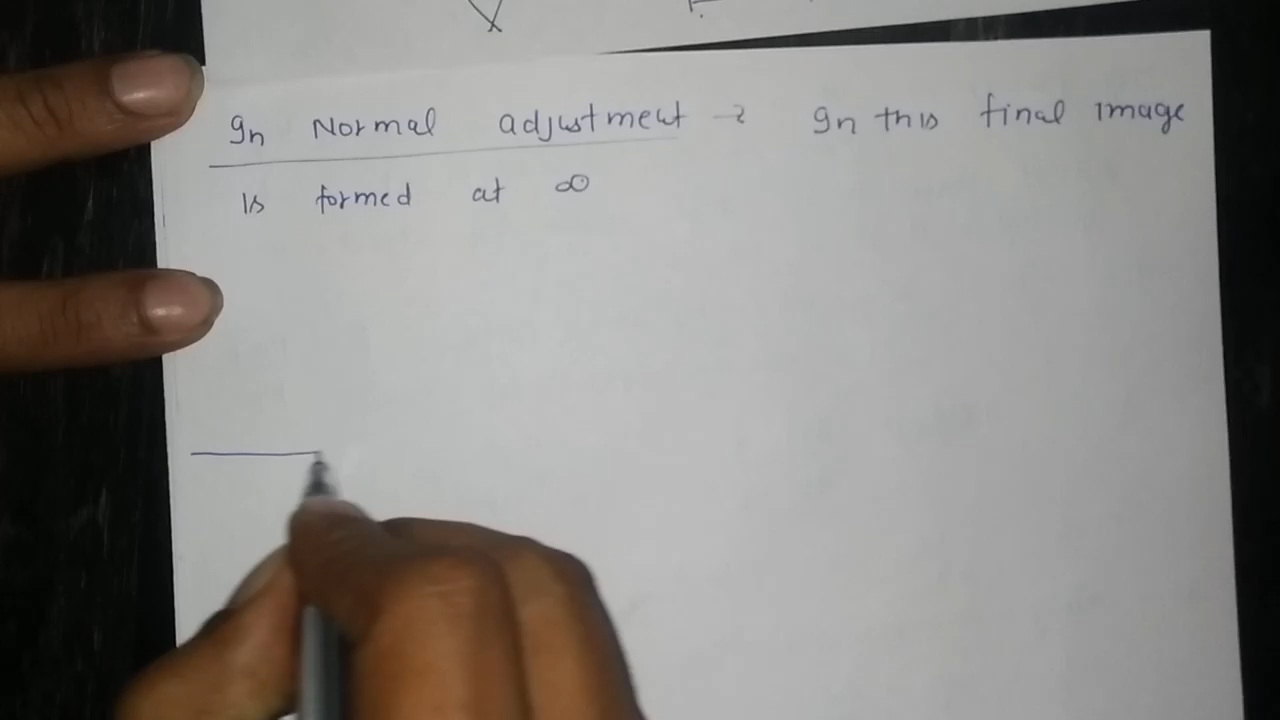 In Normal adjustment → In this final image
is formed at ∞